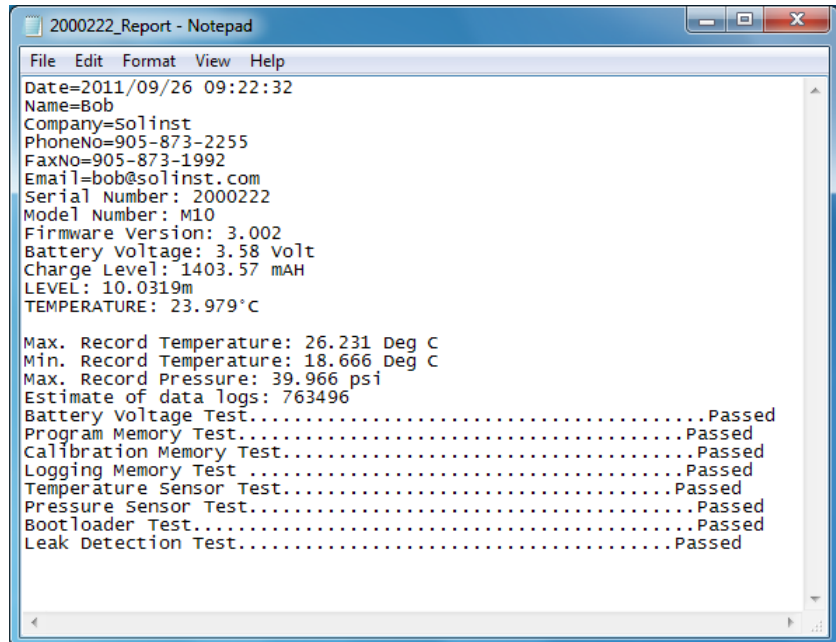 2000222_Report - Notepad
File Edit Format View Help
Date=2011/09/26 09:22:32
Name=Bob
Company=Solinst
PhoneNo=905-873-2255
FaxNo=905-873-1992
Email=bob@solinst.com
Serial Number: 2000222
Model Number: M10
Firmware Version: 3.002
Battery Voltage: 3.58 Volt
Charge Level: 1403.57 mAH
LEVEL: 10.0319m
TEMPERATURE: 23.979°C
Max. Record Temperature: 26.231 Deg C
Min. Record Temperature: 18.666 Deg C
Max. Record Pressure: 39.966 psi
Estimate of data logs: 763496
Battery Voltage Test.........................................Passed
Program Memory Test........................................Passed
Calibration Memory Test.....................................Passed
Logging Memory Test ......................................Passed
Temperature Sensor Test...................................Passed
Pressure Sensor Test........................................Passed
Bootloader Test.............................................Passed
Leak Detection Test.......................................Passed